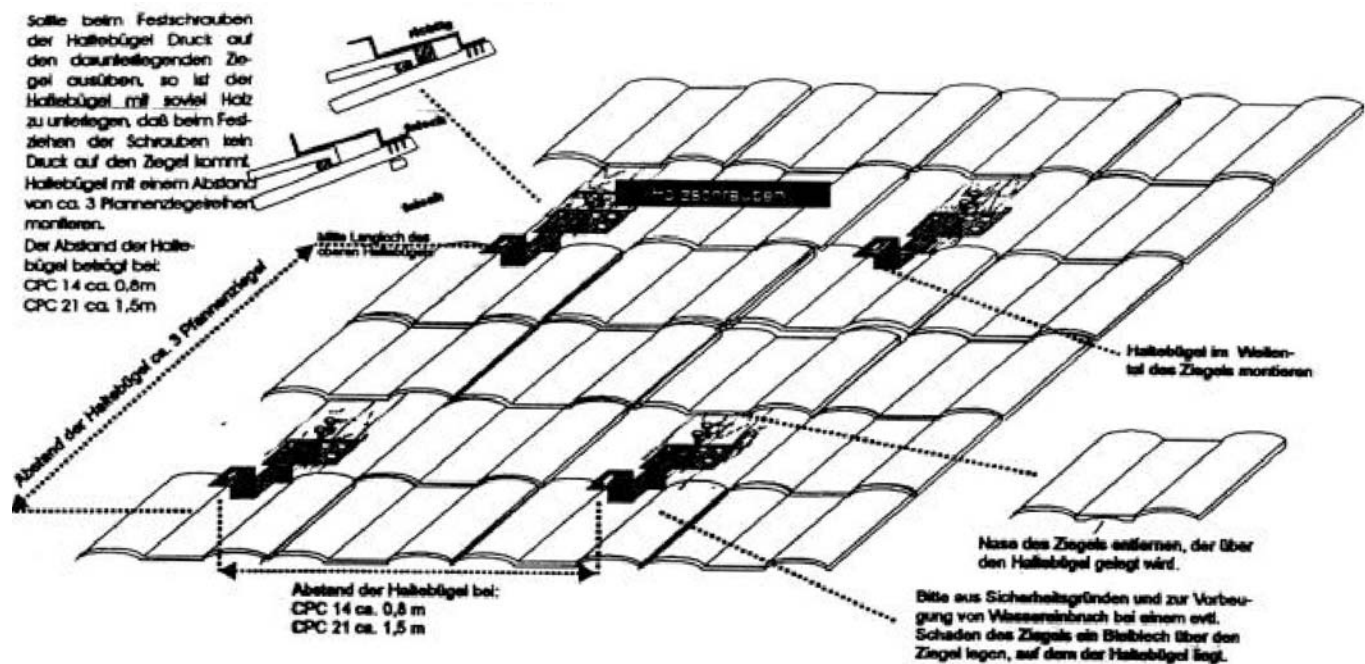 Sollte beim Festschrauben
der Haltebügel Druck auf
den darunterliegenden Zie-
gel ausüben, so ist der
Haltebügel mit soviel Holz
zu unterlegen, daß beim Fest-
ziehen der Schrauben kein
Druck auf den Ziegel kommt.
Haltebügel mit einem Abstand
von ca. 3 Pfannenziegelreihen
montieren.
Der Abstand der Halte-
bügel beträgt bei:
CPC 14 ca. 0,8m
CPC 21 ca. 1,5m
richtig
falsch
falsch
Holzschrauben
Mitte Langloch des
oberen Haltebügels
Abstand der Haltebügel ca. 3 Pfannenziegel
Haltebügel im Wellen-
tal des Ziegels montieren
Nase des Ziegels entfernen, der über
den Haltebügel gelegt wird.
Abstand der Haltebügel bei:
CPC 14 ca. 0,8 m
CPC 21 ca. 1,5 m
Bitte aus Sicherheitsgründen und zur Vorbeu-
gung von Wassereinbruch bei einem evtl.
Schaden des Ziegels ein Bleiblech über den
Ziegel legen, auf dem der Haltebügel liegt.